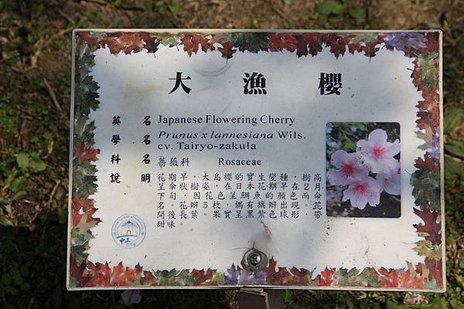 大漁櫻
英名 Japanese Flowering Cherry
學名 Prunus x lannesiana Wils.
cv. Tairyo-zakula
科名 薔薇科 Rosaceae
說明 花期早，大島櫻的實生變種，樹
高呈傘狀樹姿，在日本花期早在2月
下旬，因花色呈鯛魚的顏色而命
名。花瓣5枚，偶有旗瓣出現。花
開後長葉。果實呈黑紫色球形，帶
甜味。